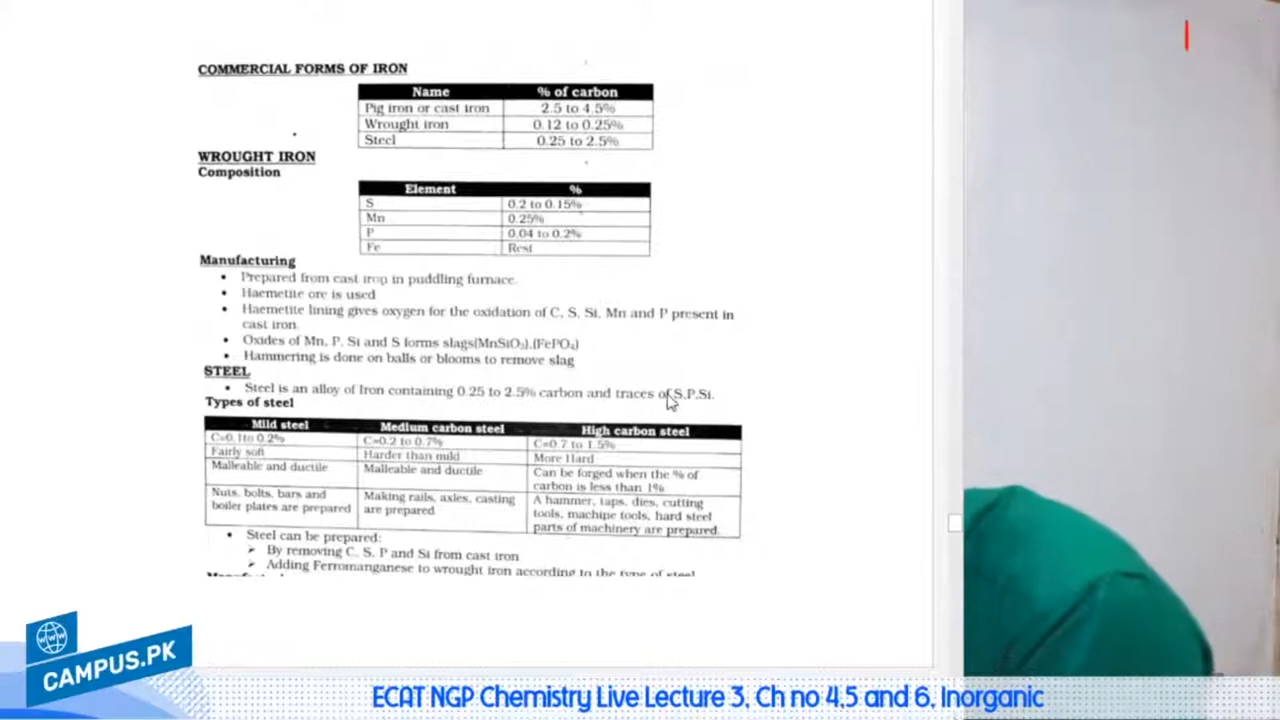 COMMERCIAL FORMS OF IRON
Name % of carbon
Pig iron or cast iron 2.5 to 4.5%
Wrought iron 0.12 to 0.25%
Steel 0.25 to 2.5%
WROUGHT IRON
Composition
Element %
S 0.2 to 0.15%
Mn 0.25%
P 0.04 to 0.2%
Fe Rest
Manufacturing
• Prepared from cast iron in puddling furnace.
• Haemetite ore is used
• Haemetite lining gives oxygen for the oxidation of C, S, Si, Mn and P present in
cast iron.
• Oxides of Mn, P, Si and S forms slags(MnSiO₃).(FePO₄)
• Hammering is done on balls or blooms to remove slag
STEEL
• Steel is an alloy of Iron containing 0.25 to 2.5% carbon and traces of S,P,Si.
Types of steel
Mild steel Medium carbon steel High carbon steel
C=0.1to 0.2% C=0.2 to 0.7% C=0.7 to 1.5%
Fairly soft Harder than mild More Hard
Malleable and ductile Malleable and ductile Can be forged when the % of
carbon is less than 1%
Nuts, bolts, bars and Making rails, axles, casting A hammer, taps, dies, cutting
boiler plates are prepared are prepared tools, machine tools, hard steel
parts of machinery are prepared.
• Steel can be prepared:
➢ By removing C, S, P and Si from cast iron
➢ Adding Ferromanganese to wrought iron according to the type of steel
www
CAMPUS.PK
ECAT NGP Chemistry Live Lecture 3, Ch no 4,5 and 6, Inorganic